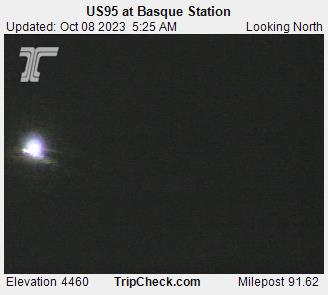 US95 at Basque Station
Updated: Oct 08 2023 5:25 AM Looking North
Elevation 4460 TripCheck.com Milepost 91.62